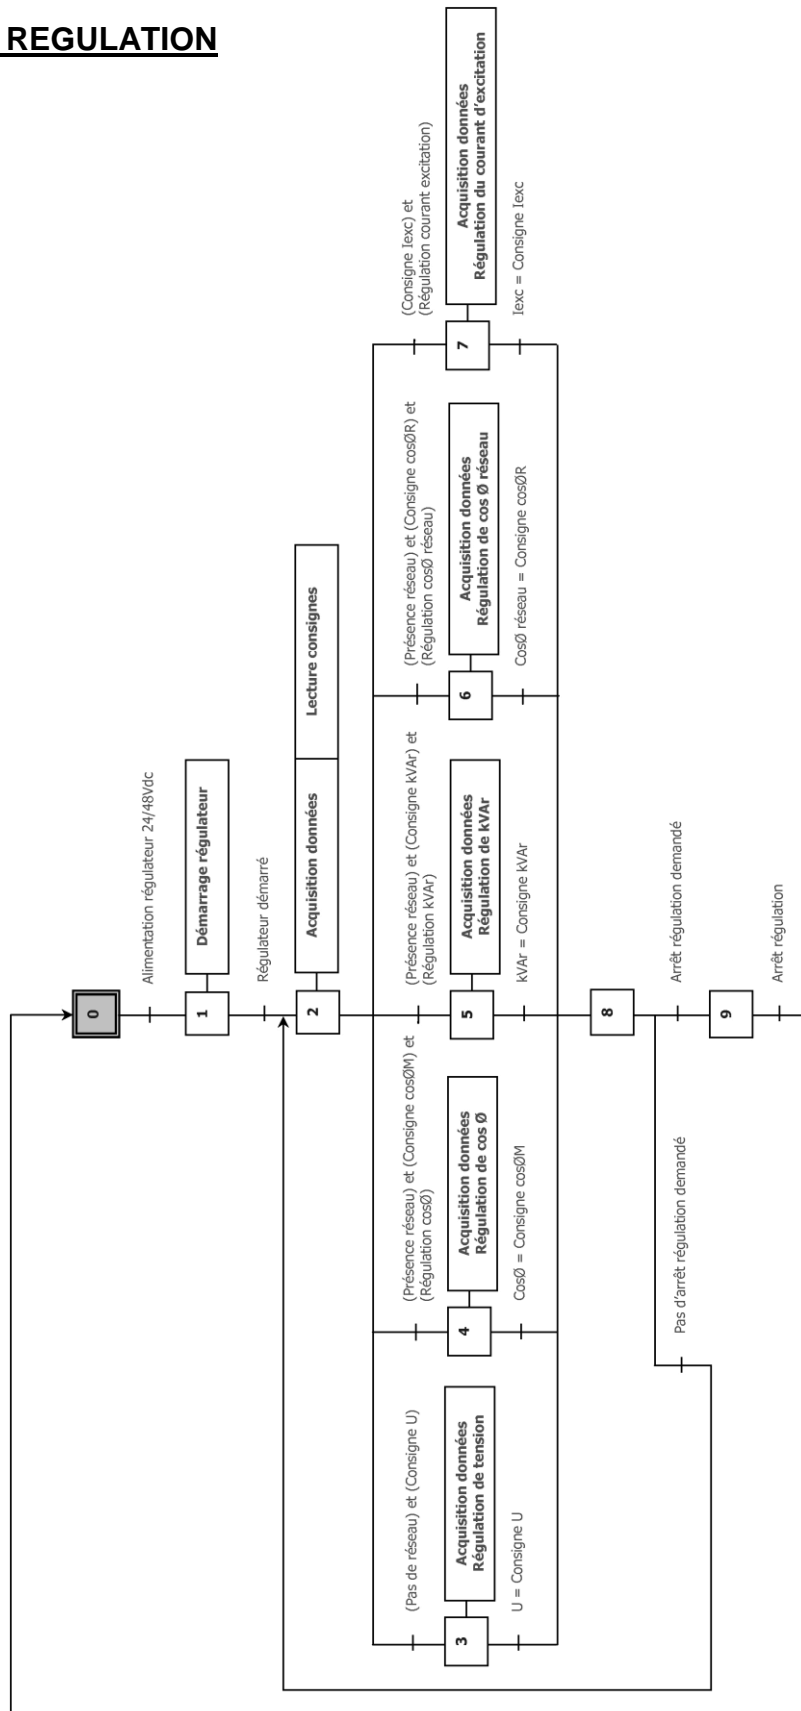 REGULATION
0
Alimentation régulateur 24/48Vdc
1
Démarrage régulateur
Régulateur démarré
2
Acquisition données
Lecture consignes
(Pas de réseau) et (Consigne U)
3
Acquisition données
Régulation de tension
U = Consigne U
(Présence réseau) et (Consigne cosØM) et
(Régulation cosØ)
4
Acquisition données
Régulation de cos Ø
CosØ = Consigne cosØM
(Présence réseau) et (Consigne kVAr) et
(Régulation kVAr)
5
Acquisition données
Régulation de kVAr
kVAr = Consigne kVAr
(Présence réseau) et (Consigne cosØR) et
(Régulation cosØ réseau)
6
Acquisition données
Régulation de cos Ø réseau
CosØ réseau = Consigne cosØR
(Consigne Iexc) et
(Régulation courant excitation)
7
Acquisition données
Régulation du courant d'excitation
Iexc = Consigne Iexc
8
Pas d'arrêt régulation demandé
Arrêt régulation demandé
9
Arrêt régulation